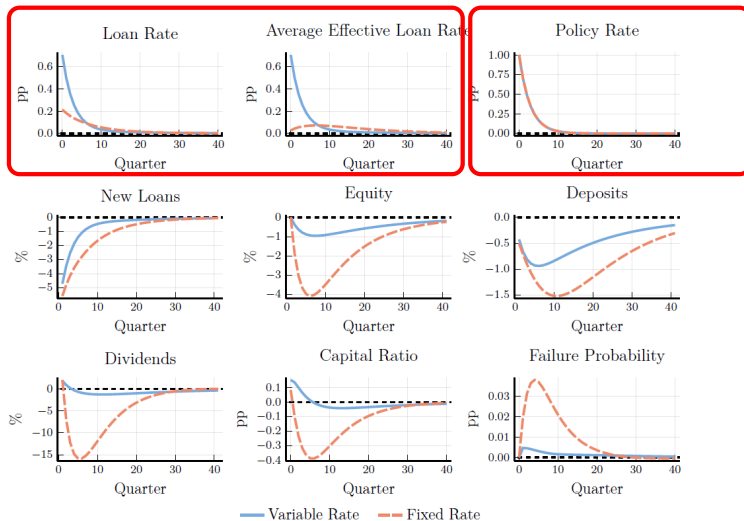 Loan Rate
Average Effective Loan Rate
Policy Rate
pp
0.6
0.4
0.2
0.0
0 10 20 30 40
Quarter
pp
0.6
0.4
0.2
0.0
0 10 20 30 40
Quarter
pp
1.00
0.75
0.50
0.25
0.00
0 10 20 30 40
Quarter
New Loans
Equity
Deposits
%
0
−1
−2
−3
−4
−5
0 10 20 30 40
Quarter
%
0
−1
−2
−3
−4
0 10 20 30 40
Quarter
%
0.0
−0.5
−1.0
−1.5
0 10 20 30 40
Quarter
Dividends
Capital Ratio
Failure Probability
%
0
−5
−10
−15
0 10 20 30 40
Quarter
pp
0.1
0.0
−0.1
−0.2
−0.3
−0.4
0 10 20 30 40
Quarter
pp
0.03
0.02
0.01
0.00
0 10 20 30 40
Quarter
Variable Rate Fixed Rate